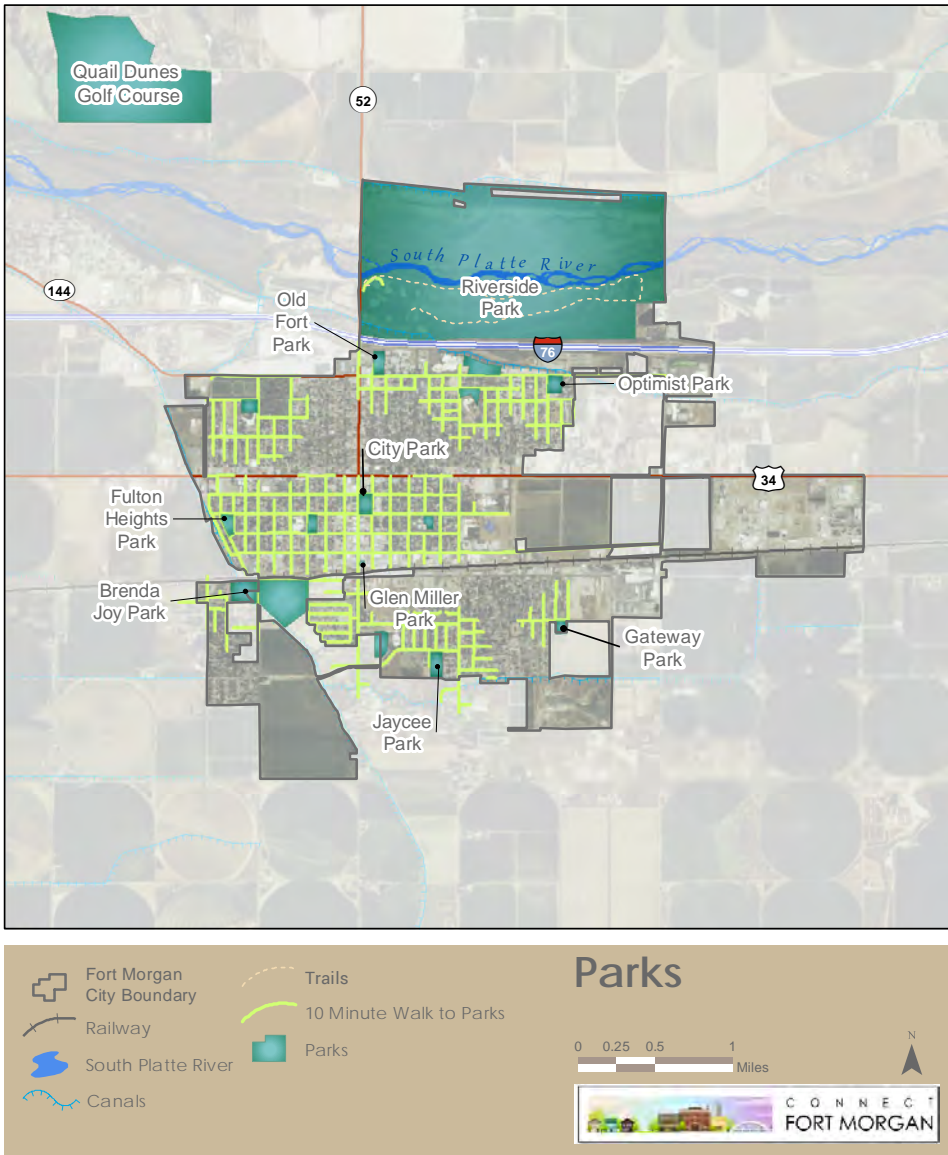 Quail Dunes
Golf Course
52
South Platte River
144
Riverside
Park
Old
Fort
Park
76
Optimist Park
City Park
34
Fulton
Heights
Park
Brenda
Joy Park
Glen Miller
Park
Gateway
Park
Jaycee
Park
Fort Morgan
City Boundary
Railway
South Platte River
Canals
Trails
10 Minute Walk to Parks
Parks
Parks
0 0.25 0.5 1
Miles
N
CONNECT
FORT MORGAN